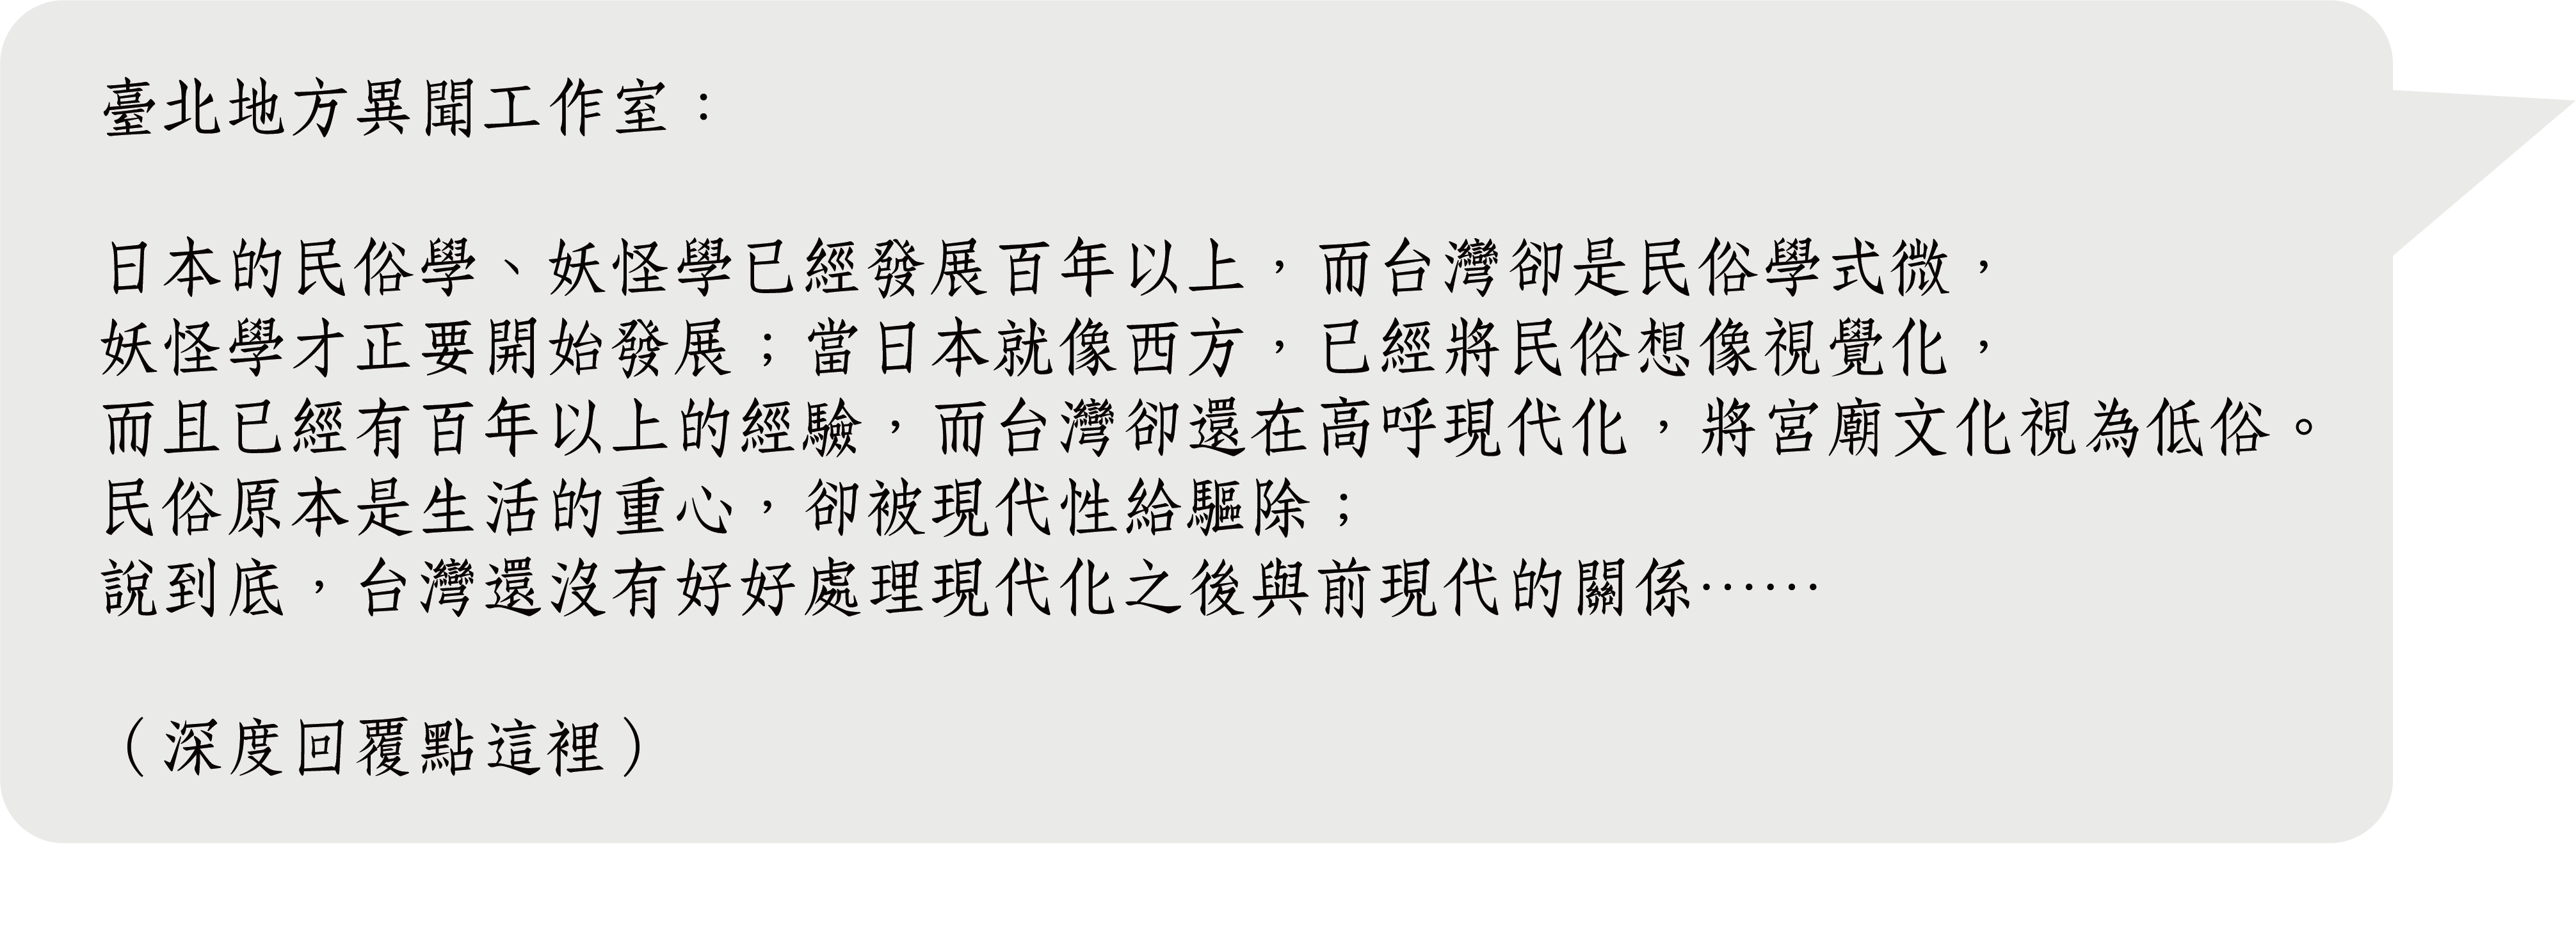 臺北地方異聞工作室：
日本的民俗學、妖怪學已經發展百年以上，而台灣卻是民俗學式微，
妖怪學才正要開始發展；當日本就像西方，已經將民俗想像視覺化，
而且已經有百年以上的經驗，而台灣卻還在高呼現代化，將宮廟文化視為低俗。
民俗原本是生活的重心，卻被現代性給驅除；
說到底，台灣還沒有好好處理現代化之後與前現代的關係……
（深度回覆點這裡）